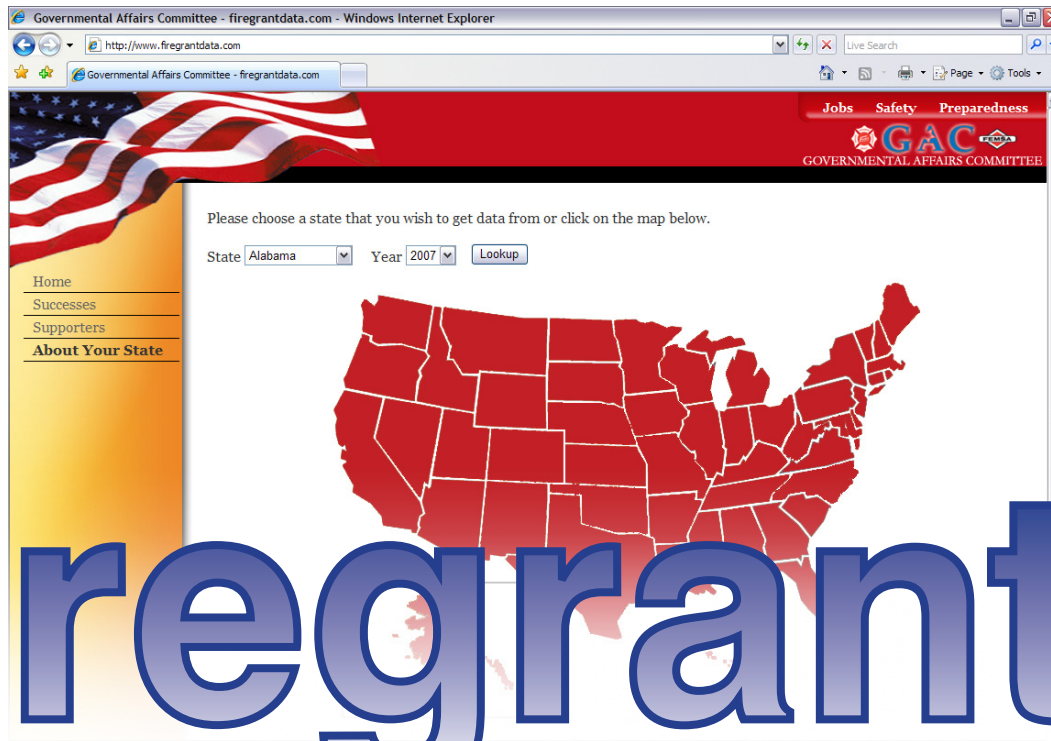 Governmental Affairs Committee - firegrantdata.com - Windows Internet Explorer
http://www.firegrantdata.com
Live Search
Governmental Affairs Committee - firegrantdata.com
Page
Tools
Jobs Safety Preparedness
GAC
FEMSA
GOVERNMENTAL AFFAIRS COMMITTEE
Please choose a state that you wish to get data from or click on the map below.
State Alabama Year 2007 Lookup
Home
Successes
Supporters
About Your State
regrant